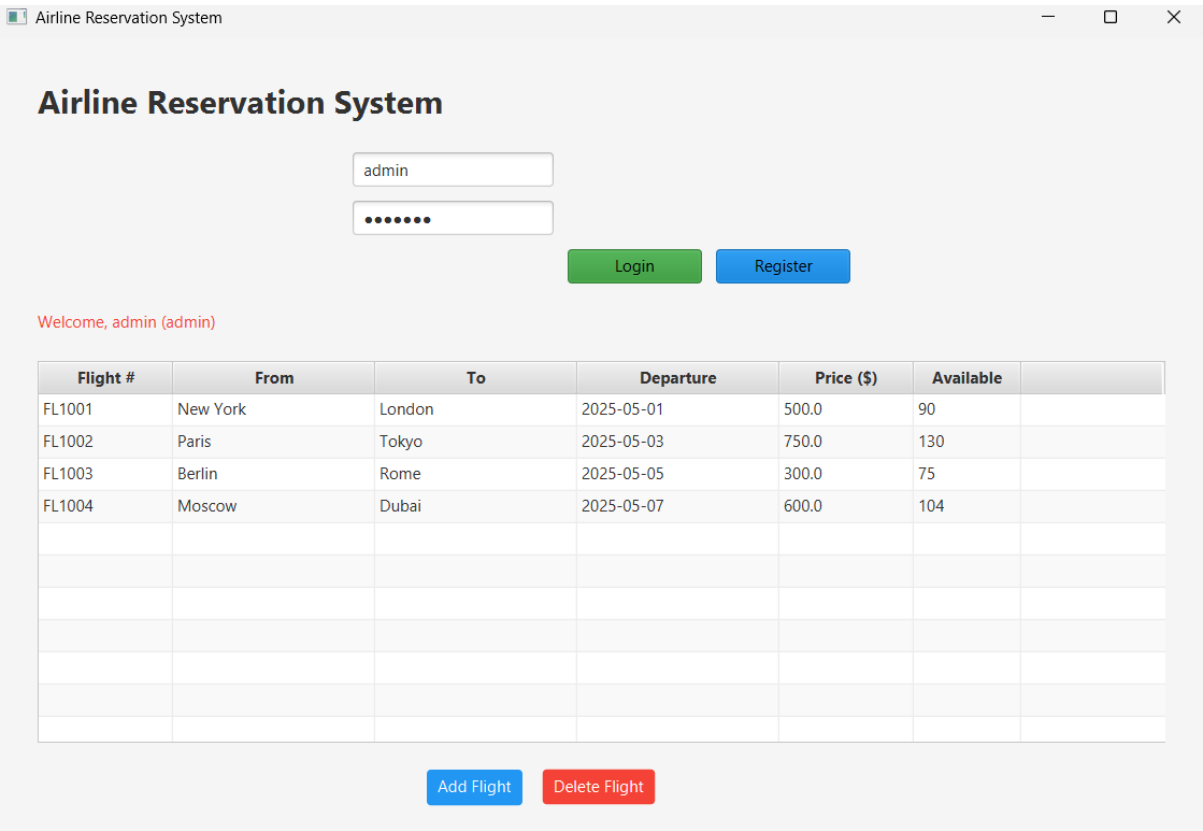 Airline Reservation System
Airline Reservation System
admin
•••••••
Login Register
Welcome, admin (admin)
Flight # From To Departure Price ($) Available
FL1001 New York London 2025-05-01 500.0 90
FL1002 Paris Tokyo 2025-05-03 750.0 130
FL1003 Berlin Rome 2025-05-05 300.0 75
FL1004 Moscow Dubai 2025-05-07 600.0 104
Add Flight Delete Flight